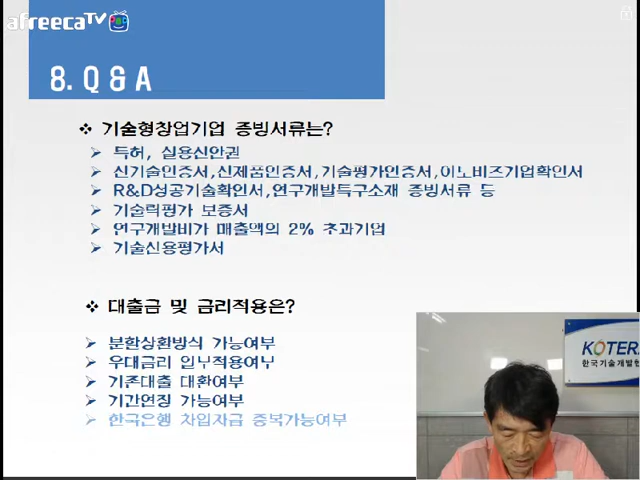 afreecaTV
8. Q & A
❖ 기술형창업기업 증빙서류는?
➢ 특허, 실용신안권
➢ 신기술인증서,신제품인증서,기술평가인증서,이노비즈기업확인서
➢ R&D성공기술확인서,연구개발특구소재 증빙서류 등
➢ 기술력평가 보증서
➢ 연구개발비가 매출액의 2% 초과기업
➢ 기술신용평가서
❖ 대출금 및 금리적용은?
➢ 분할상환방식 가능여부
➢ 우대금리 일부적용여부
➢ 기존대출 대환여부
➢ 기간연장 가능여부
➢ 한국은행 차입자금 중복가능여부
KOTER
한국기술개발협